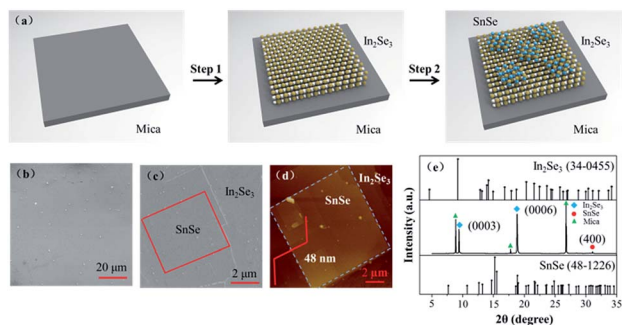 (a)
Mica
Step 1
In₂Se₃
Mica
Step 2
SnSe
In₂Se₃
Mica
(b)
20 μm
(c)
In₂Se₃
SnSe
2 μm
(d)
In₂Se₃
SnSe
48 nm
2 μm
(e)
In₂Se₃ (34-0455)
(0003)
(0006)
In₂Se₃
SnSe
Mica
(400)
SnSe (48-1226)
Intensity (a.u.)
5 10 15 20 25 30 35
2θ (degree)